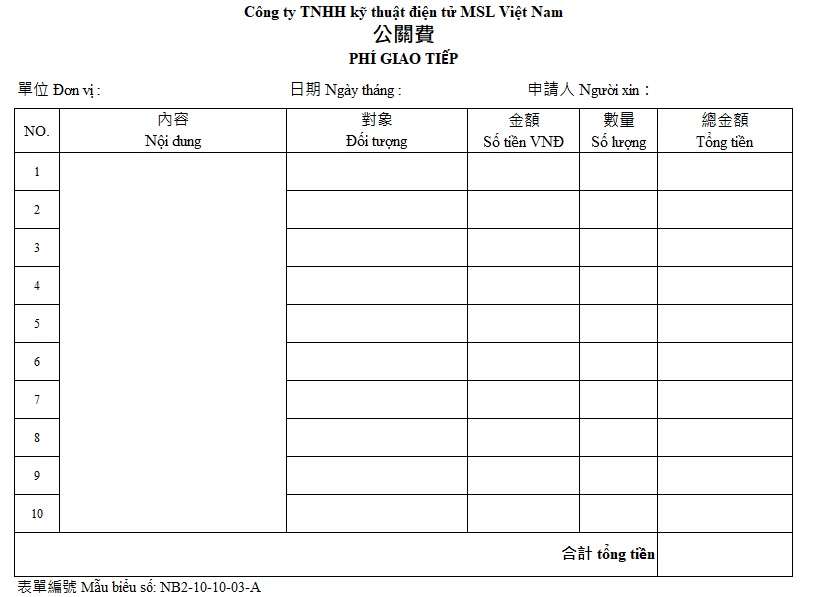 Công ty TNHH kỹ thuật điện tử MSL Việt Nam
公關費
PHÍ GIAO TIẾP
單位 Đơn vị : 日期 Ngày tháng : 申請人 Người xin：
NO. 內容 對象 金額 數量 總金額
Nội dung Đối tượng Số tiền VNĐ Số lượng Tổng tiền
1
2
3
4
5
6
7
8
9
10
合計 tổng tiền
表單編號 Mẫu biểu số: NB2-10-10-03-A